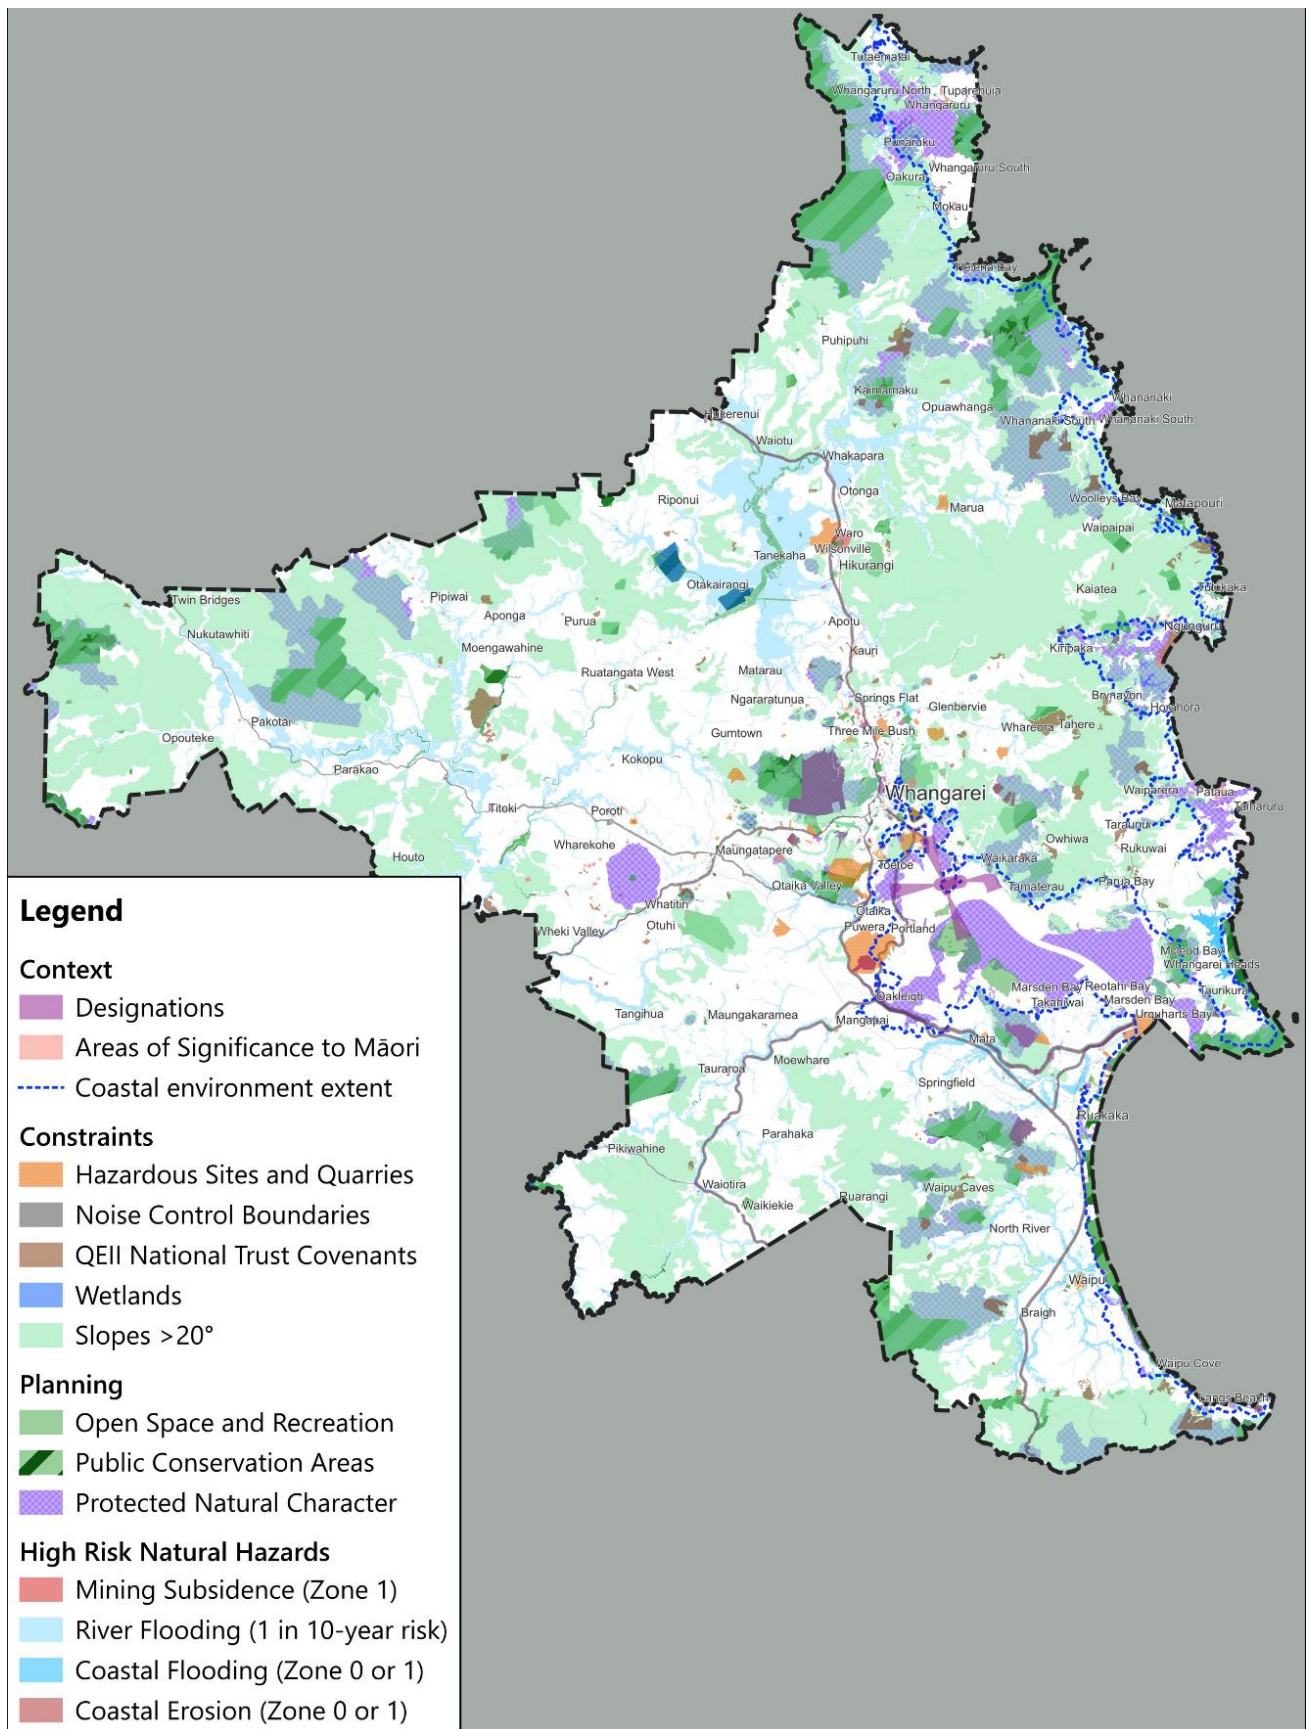 Tutaematai
Whangaruru North Tuparehuia
Whangaruru
Punaruku
Whangaruru South
Oakura
Mokau
Helena Bay
Puhipuhi
Kaimamaku
Whananaki
Opuawhanga
Hukerenui
Whananaki South Whananaki South
Waiotu
Whakapara
Otonga
Riponui
Woolleys Bay
Matapouri
Marua
Waipaipai
Waro
Wilsonville
Tanekaha
Hikurangi
Otakairangi
Kaiatea
Tutukaka
Twin Bridges
Pipiwai
Aponga
Purua
Apotu
Ngunguru
Nukutawhiti
Moengawahine
Kauri
Kiripaka
Ruatangata West
Matarau
Ngararatunua
Springs Flat
Brynavon
Glenbervie
Horahora
Pakotai
Whareora
Tahere
Three Mile Bush
Gumtown
Opouteke
Kokopu
Parakao
Whangarei
Waiparera
Pataua
Taiharuru
Titoki
Poroti
Taraunui
Owhiwa
Wharekohe
Maungatapere
Rukuwai
Houto
Toetoe
Waikaraka
Otaika Valley
Tamaterau
Parua Bay
Whatitiri
Otaika
Otuhi
Wheki Valley
Puwera
Portland
McLeod Bay
Whangarei Heads
Marsden Bay
Reotahi Bay
Taurikura
Oakleigh
Takahiwai
Marsden Bay
Tangihua
Maungakaramea
Mangapai
Urquharts Bay
Mata
Moewhare
Tauraroa
Springfield
Ruakaka
Parahaka
Pikiwahine
Waiotira
Waipu Caves
Waikiekie
Ruarangi
North River
Waipu
Braigh
Waipu Cove
Langs Beach
Legend
Context
Designations
Areas of Significance to Māori
Coastal environment extent
Constraints
Hazardous Sites and Quarries
Noise Control Boundaries
QEII National Trust Covenants
Wetlands
Slopes >20°
Planning
Open Space and Recreation
Public Conservation Areas
Protected Natural Character
High Risk Natural Hazards
Mining Subsidence (Zone 1)
River Flooding (1 in 10-year risk)
Coastal Flooding (Zone 0 or 1)
Coastal Erosion (Zone 0 or 1)